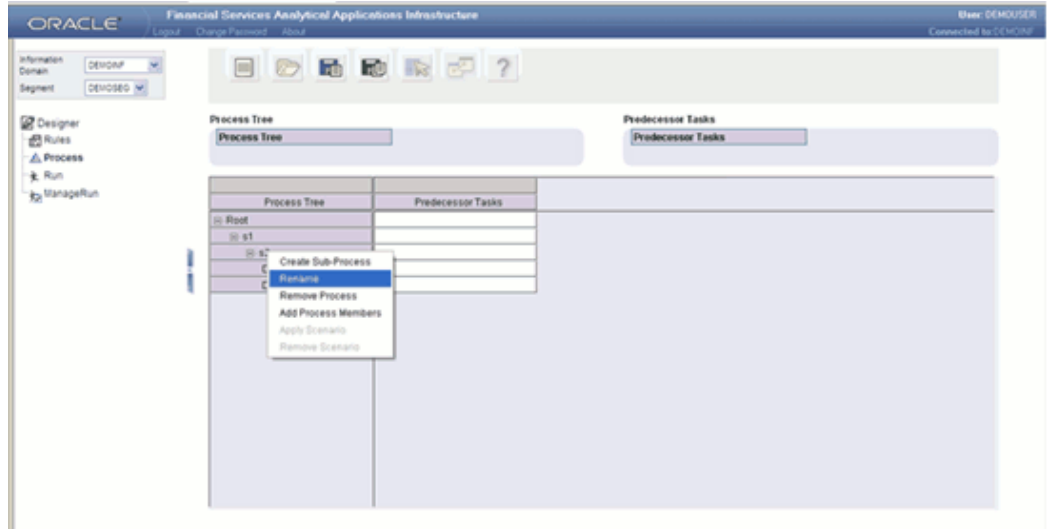 ORACLE
Financial Services Analytical Applications Infrastructure
User: DEMOUSER
Logout Change Password About
Connected to:DEMOINF
Information Domain
DEMOINF
Segment
DEMOSEG
?
Designer
Rules
Process
Run
ManageRun
Process Tree
Predecessor Tasks
Process Tree
Predecessor Tasks
Process Tree
Predecessor Tasks
Root
s1
Create Sub-Process
Rename
Remove Process
Add Process Members
Apply Scenario
Remove Scenario